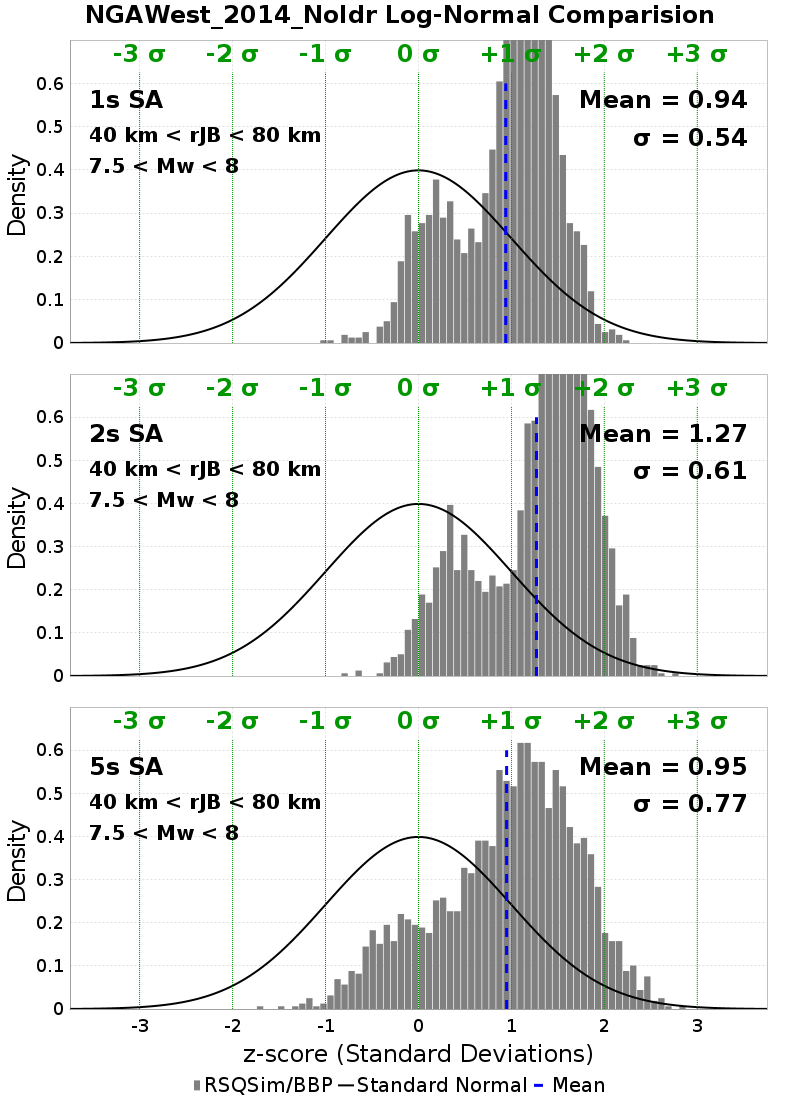 NGAWest_2014_NoIdr Log-Normal Comparision
-3 σ -2 σ -1 σ 0 σ +1 σ +2 σ +3 σ
1s SA
Mean = 0.94
40 km < rJB < 80 km
σ = 0.54
7.5 < Mw < 8
Density
0.6
0.5
0.4
0.3
0.2
0.1
0
-3 σ -2 σ -1 σ 0 σ +1 σ +2 σ +3 σ
2s SA
Mean = 1.27
40 km < rJB < 80 km
σ = 0.61
7.5 < Mw < 8
Density
0.6
0.5
0.4
0.3
0.2
0.1
0
-3 σ -2 σ -1 σ 0 σ +1 σ +2 σ +3 σ
5s SA
Mean = 0.95
40 km < rJB < 80 km
σ = 0.77
7.5 < Mw < 8
Density
0.6
0.5
0.4
0.3
0.2
0.1
0
-3 -2 -1 0 1 2 3
z-score (Standard Deviations)
RSQSim/BBP Standard Normal Mean